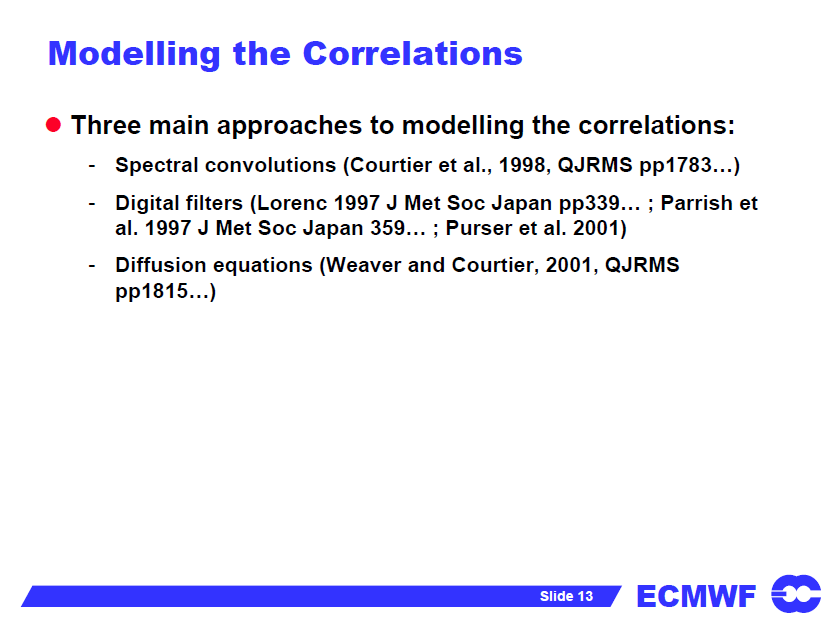 Modelling the Correlations
Three main approaches to modelling the correlations:
- Spectral convolutions (Courtier et al., 1998, QJRMS pp1783…)
- Digital filters (Lorenc 1997 J Met Soc Japan pp339… ; Parrish et
al. 1997 J Met Soc Japan 359… ; Purser et al. 2001)
- Diffusion equations (Weaver and Courtier, 2001, QJRMS
pp1815…)
Slide 13
ECMWF